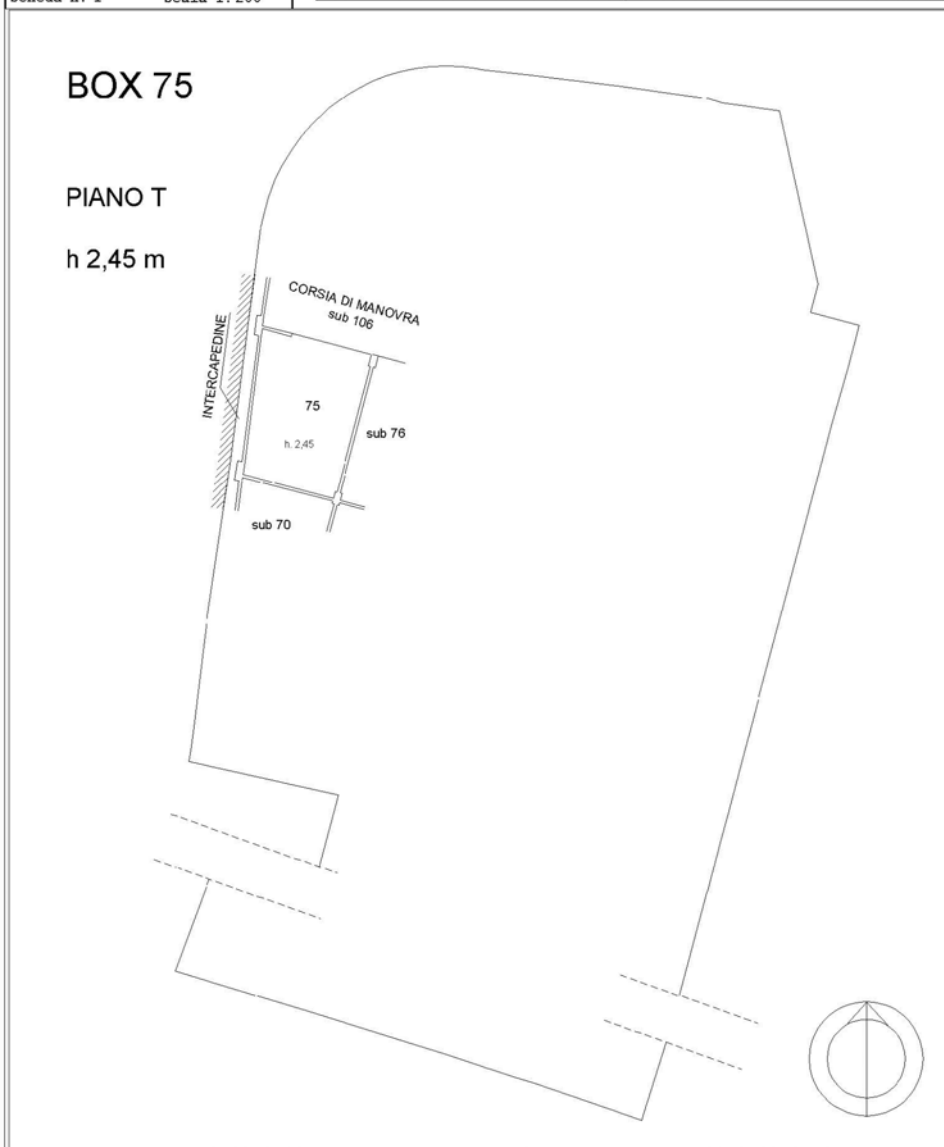 BOX 75
PIANO T
h 2,45 m
CORSIA DI MANOVRA
sub 106
INTERCAPEDINE
75
h. 2,45
sub 76
sub 70